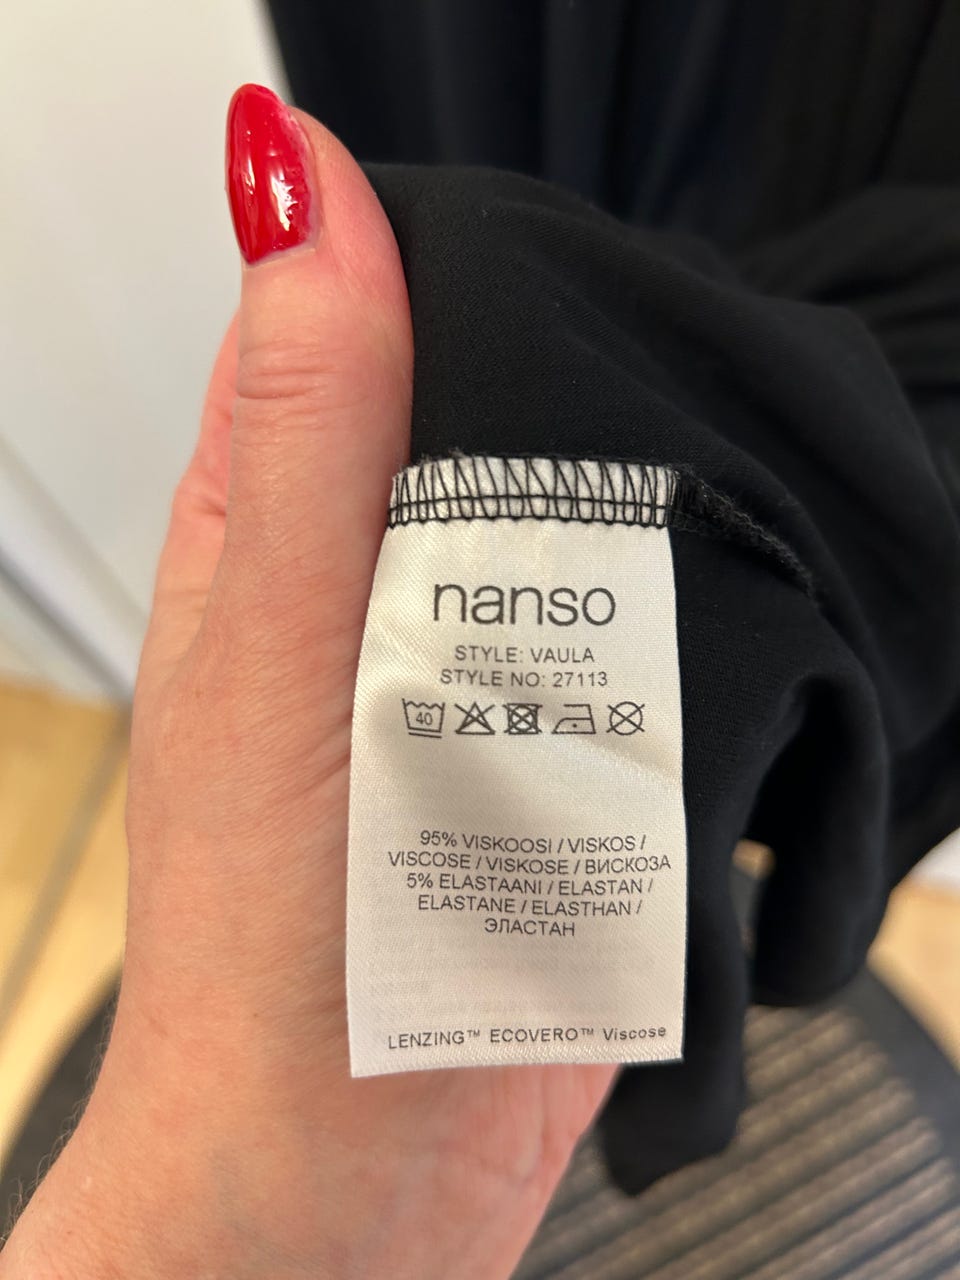 nanso
STYLE: VAULA
STYLE NO: 27113
40
95% VISKOOSI / VISKOS /
VISCOSE / VISKOSE / ВИСКОЗА
5% ELASTAANI / ELASTAN /
ELASTANE / ELASTHAN /
ЭЛАСТАН
LENZING™ ECOVERO™ Viscose